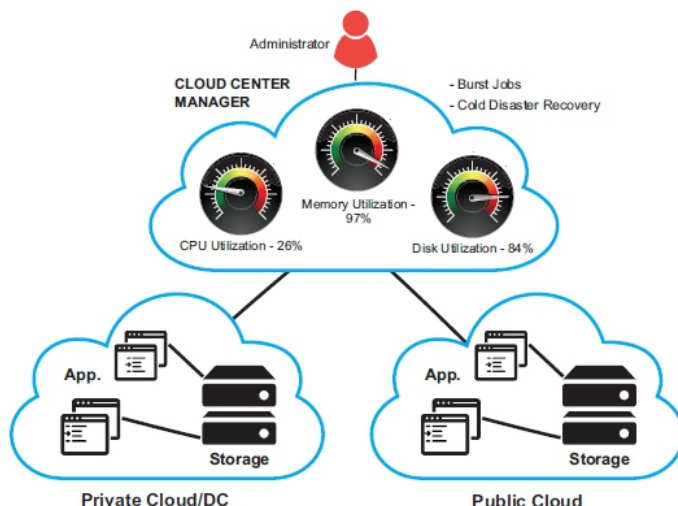 Administrator
CLOUD CENTER
MANAGER
- Burst Jobs
- Cold Disaster Recovery
Memory Utilization -
97%
CPU Utilization - 26%
Disk Utilization - 84%
App.
Storage
Private Cloud/DC
App.
Storage
Public Cloud